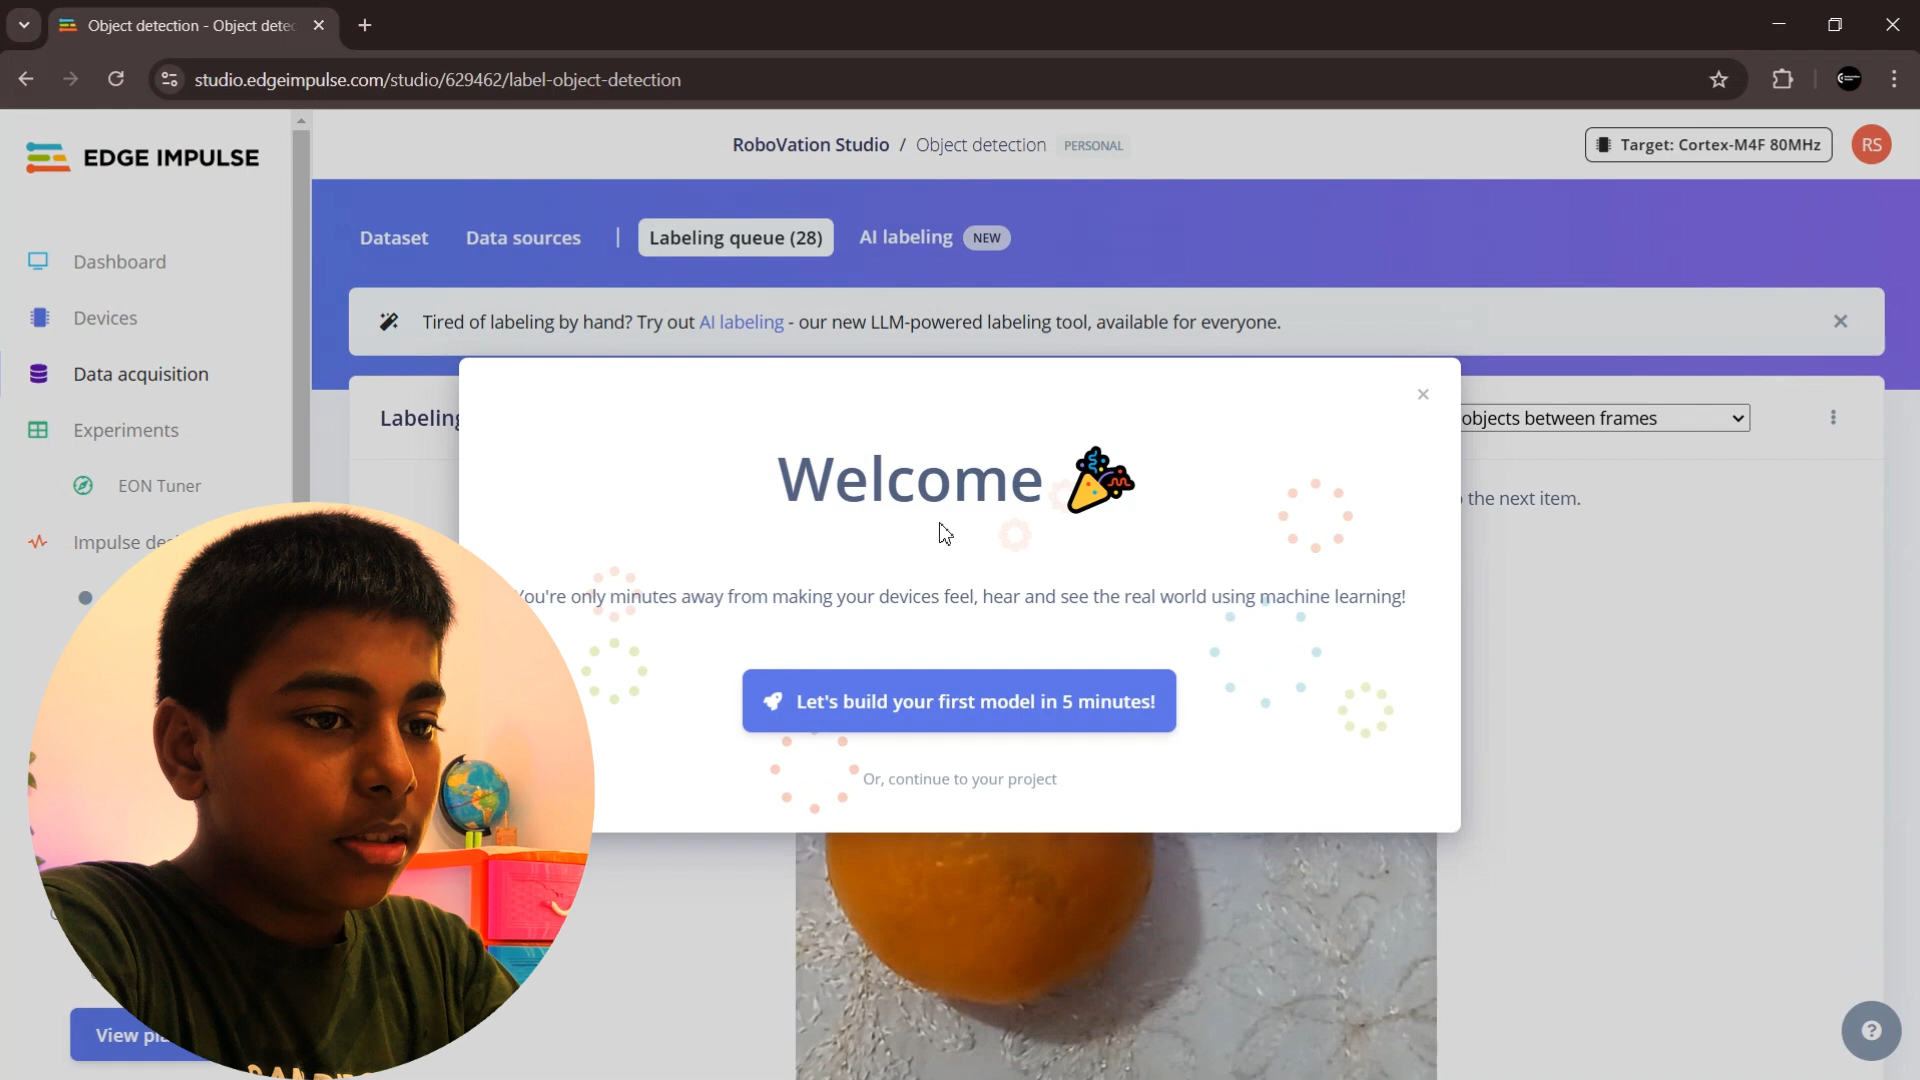 Object detection - Object detec
studio.edgeimpulse.com/studio/629462/label-object-detection
EDGE IMPULSE
RoboVation Studio / Object detection PERSONAL
Target: Cortex-M4F 80MHz
RS
Dataset
Data sources
|
Labeling queue (28)
AI labeling NEW
Tired of labeling by hand? Try out AI labeling - our new LLM-powered labeling tool, available for everyone.
Dashboard
Devices
Data acquisition
Experiments
EON Tuner
Impulse des
View pla
Labeling
objects between frames
the next item.
Welcome
You're only minutes away from making your devices feel, hear and see the real world using machine learning!
Let's build your first model in 5 minutes!
Or, continue to your project
?